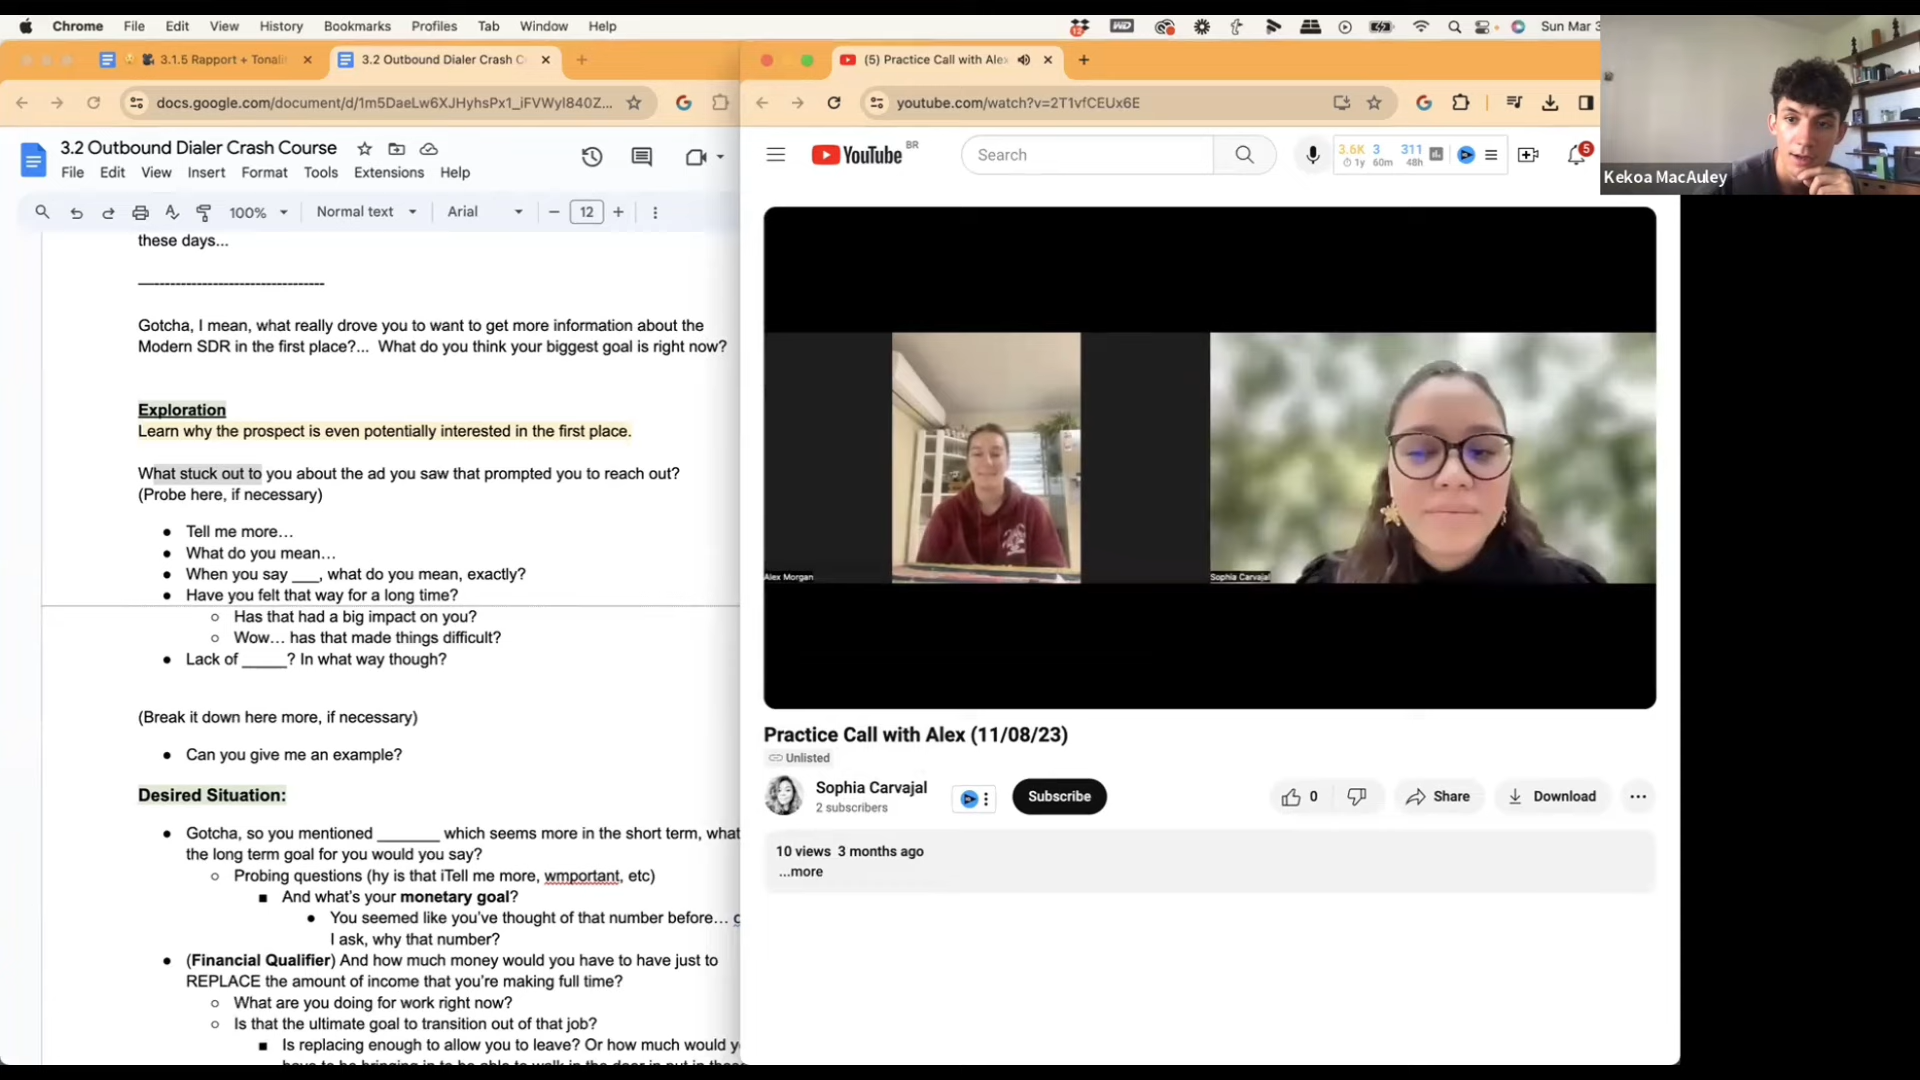 Chrome File Edit View History Bookmarks Profiles Tab Window Help
12
WD
Sun Mar 3
3.1.5 Rapport + Tonali
3.2 Outbound Dialer Crash C
docs.google.com/document/d/1m5DaeLw6XJHyhsPx1_iFVWyl840Z...
3.2 Outbound Dialer Crash Course
File Edit View Insert Format Tools Extensions Help
100% Normal text Arial 12
these days...
Gotcha, I mean, what really drove you to want to get more information about the
Modern SDR in the first place?... What do you think your biggest goal is right now?
Exploration
Learn why the prospect is even potentially interested in the first place.
What stuck out to you about the ad you saw that prompted you to reach out?
(Probe here, if necessary)
Tell me more…
What do you mean…
When you say ___, what do you mean, exactly?
Have you felt that way for a long time?
Has that had a big impact on you?
Wow… has that made things difficult?
Lack of _____? In what way though?
(Break it down here more, if necessary)
Can you give me an example?
Desired Situation:
Gotcha, so you mentioned _______ which seems more in the short term, what
the long term goal for you would you say?
Probing questions (hy is that iTell me more, wmportant, etc)
And what's your monetary goal?
You seemed like you've thought of that number before… c
I ask, why that number?
(Financial Qualifier) And how much money would you have to have just to
REPLACE the amount of income that you're making full time?
What are you doing for work right now?
Is that the ultimate goal to transition out of that job?
Is replacing enough to allow you to leave? Or how much would y
(5) Practice Call with Alex
youtube.com/watch?v=2T1vfCEUx6E
YouTube BR
Search
3.6K 3 311
1y 60m 48h
5
Kekoa MacAuley
Alex Morgan
Sophia Carvajal
Practice Call with Alex (11/08/23)
Unlisted
Sophia Carvajal
2 subscribers
Subscribe
0
Share
Download
10 views 3 months ago
...more